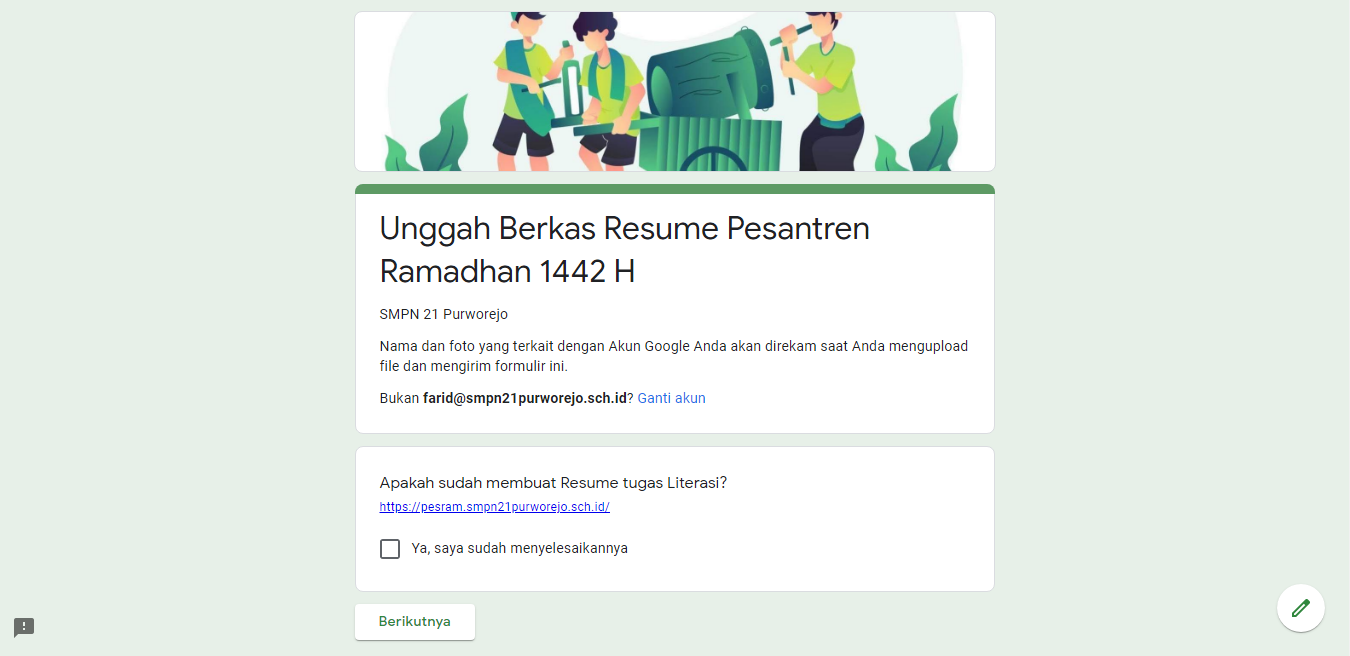 Unggah Berkas Resume Pesantren
Ramadhan 1442 H
SMPN 21 Purworejo
Nama dan foto yang terkait dengan Akun Google Anda akan direkam saat Anda mengupload
file dan mengirim formulir ini.
Bukan farid@smpn21purworejo.sch.id? Ganti akun
Apakah sudah membuat Resume tugas Literasi?
https://pesram.smpn21purworejo.sch.id/
Ya, saya sudah menyelesaikannya
Berikutnya